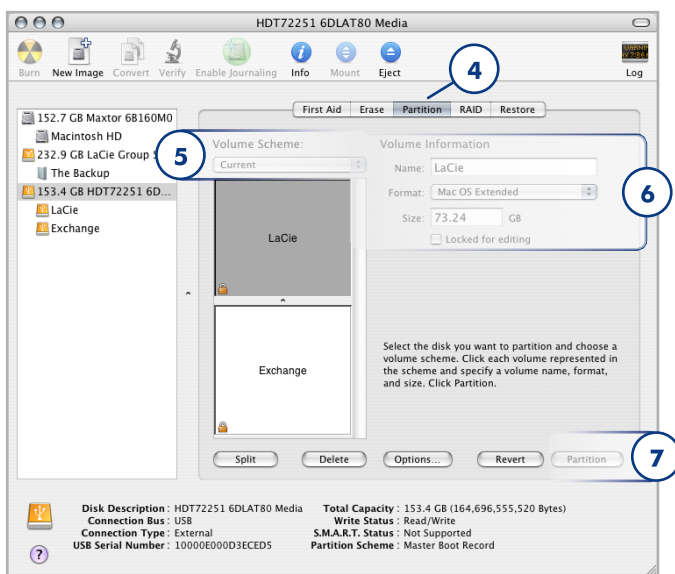 HDT72251 6DLAT80 Media
Burn New Image Convert Verify Enable Journaling Info Mount Eject Log
4
First Aid Erase Partition RAID Restore
152.7 GB Maxtor 6B160M0
Macintosh HD
232.9 GB LaCie Group
The Backup
153.4 GB HDT72251 6D...
LaCie
Exchange
5
Volume Scheme:
Current
LaCie
Exchange
Volume Information
Name: LaCie
Format: Mac OS Extended
Size: 73.24 GB
Locked for editing
6
Select the disk you want to partition and choose a
volume scheme. Click each volume represented in
the scheme and specify a volume name, format,
and size. Click Partition.
Split Delete Options... Revert Partition
7
Disk Description : HDT72251 6DLAT80 Media
Connection Bus : USB
Connection Type : External
USB Serial Number : 10000E000D3ECED5
Total Capacity : 153.4 GB (164,696,555,520 Bytes)
Write Status : Read/Write
S.M.A.R.T. Status : Not Supported
Partition Scheme : Master Boot Record
?